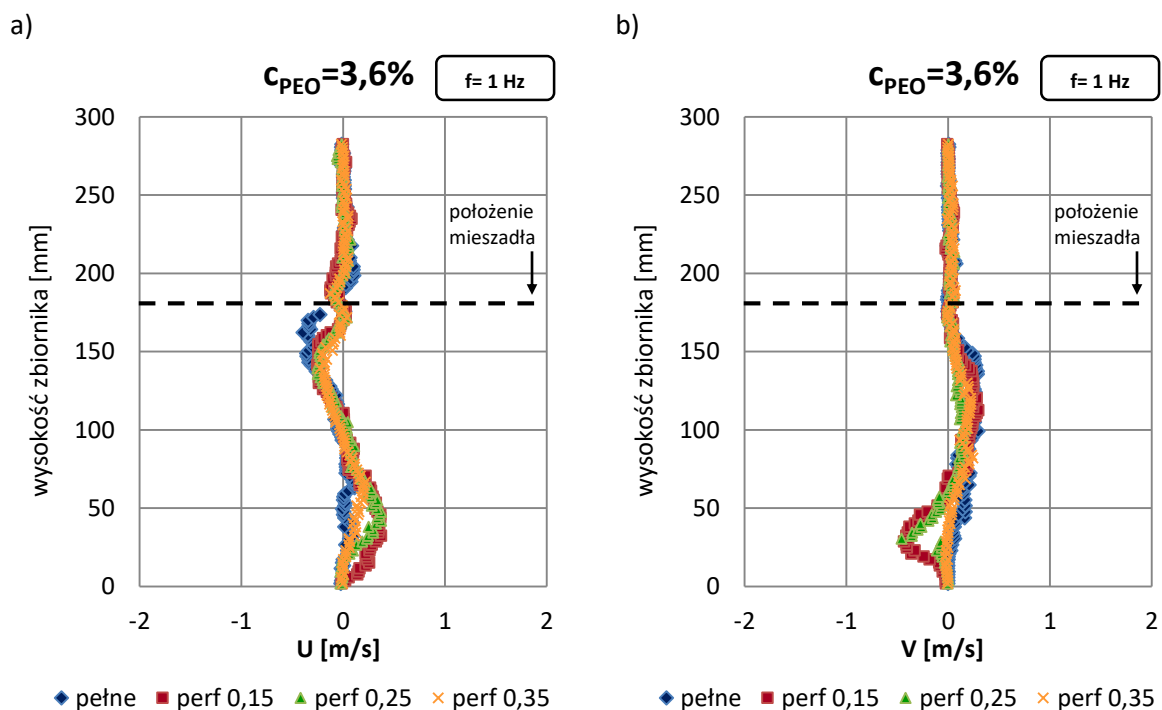 a)
c_PEO=3,6%
f= 1 Hz
300
250
200
150
100
50
0
wysokość zbiornika [mm]
położenie
mieszadła
-2
-1
0
1
2
U [m/s]
pełne
perf 0,15
perf 0,25
perf 0,35
b)
c_PEO=3,6%
f= 1 Hz
300
250
200
150
100
50
0
wysokość zbiornika [mm]
położenie
mieszadła
-2
-1
0
1
2
V [m/s]
pełne
perf 0,15
perf 0,25
perf 0,35